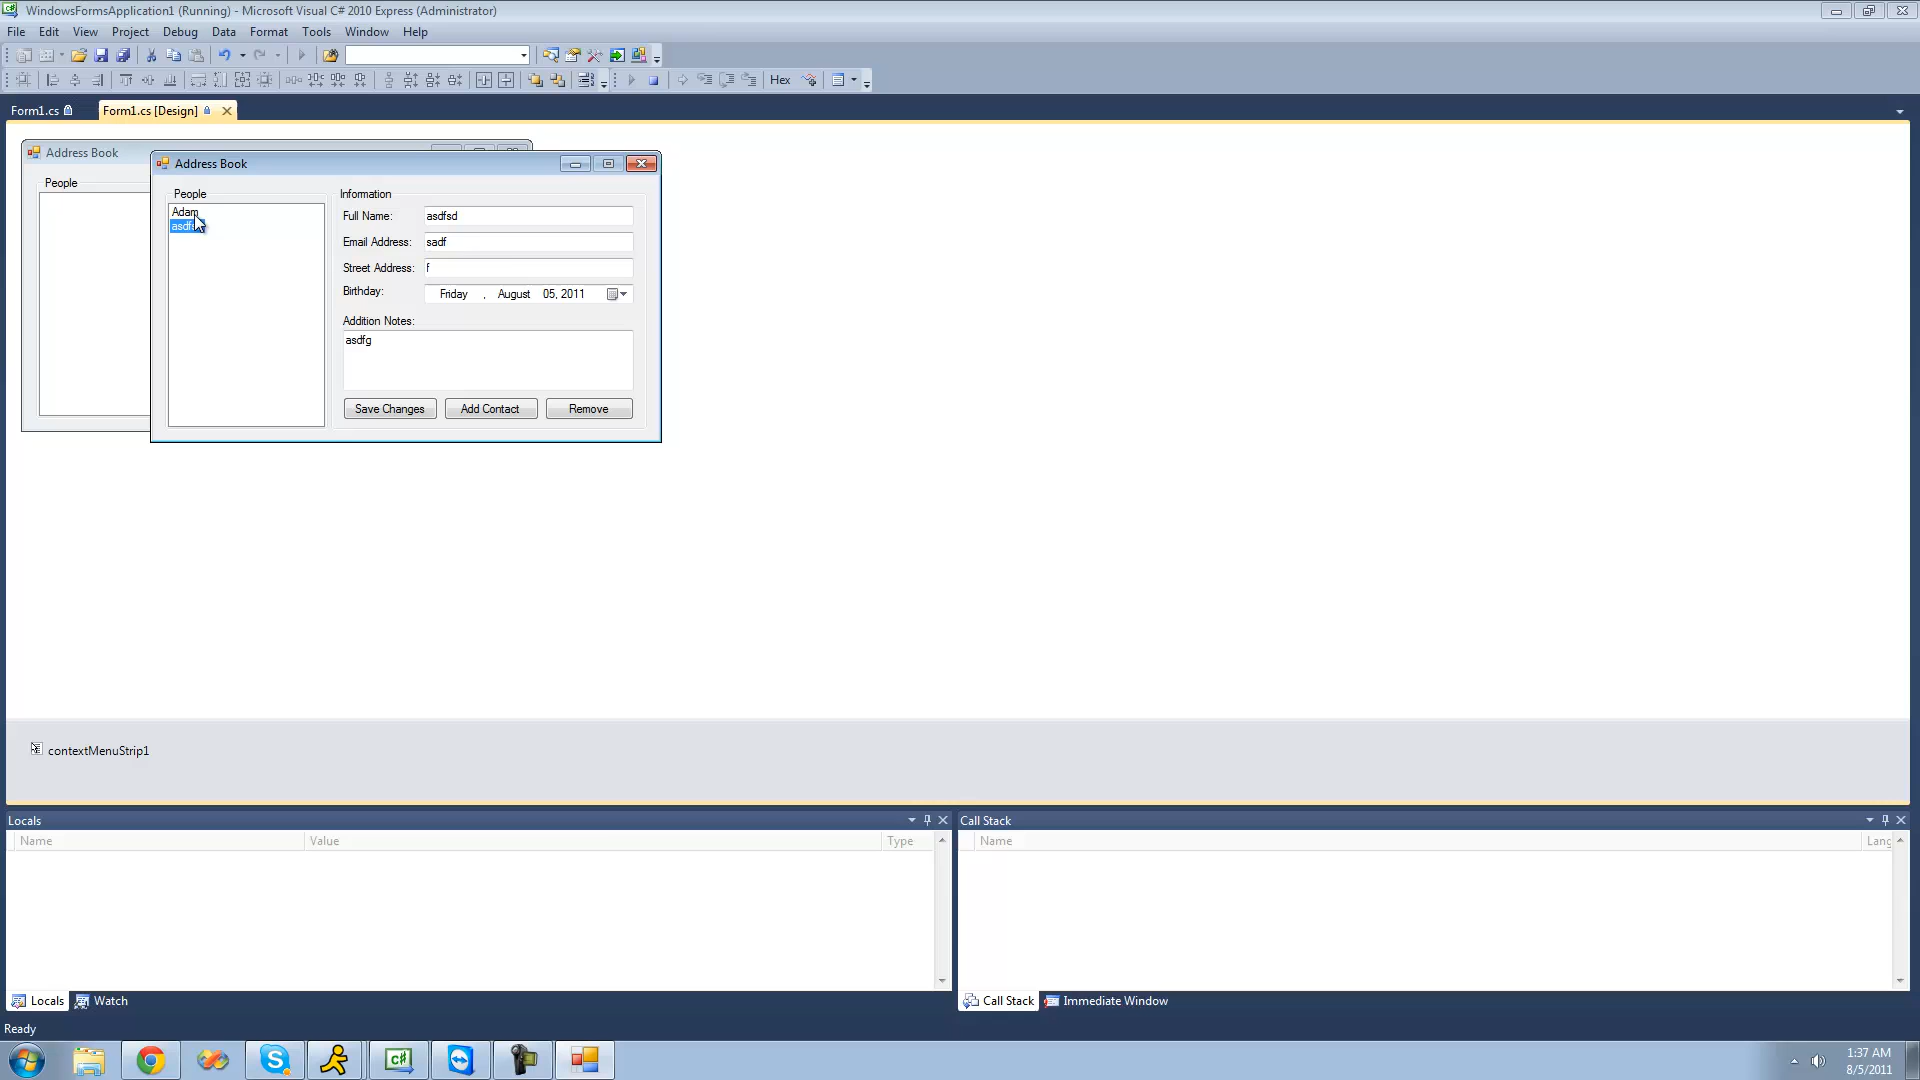 WindowsFormsApplication1 (Running) - Microsoft Visual C# 2010 Express (Administrator)
File Edit View Project Debug Data Format Tools Window Help
Hex
Form1.cs Form1.cs [Design]
Address Book
People
Address Book
People
Adam
Information
Full Name: asdfsd
Email Address: sadf
Street Address: f
Birthday: Friday , August 05, 2011
Addition Notes:
asdfg
Save Changes Add Contact Remove
contextMenuStrip1
Locals
Name Value Type
Call Stack
Name Lang
Locals Watch
Call Stack Immediate Window
Ready
1:37 AM
8/5/2011